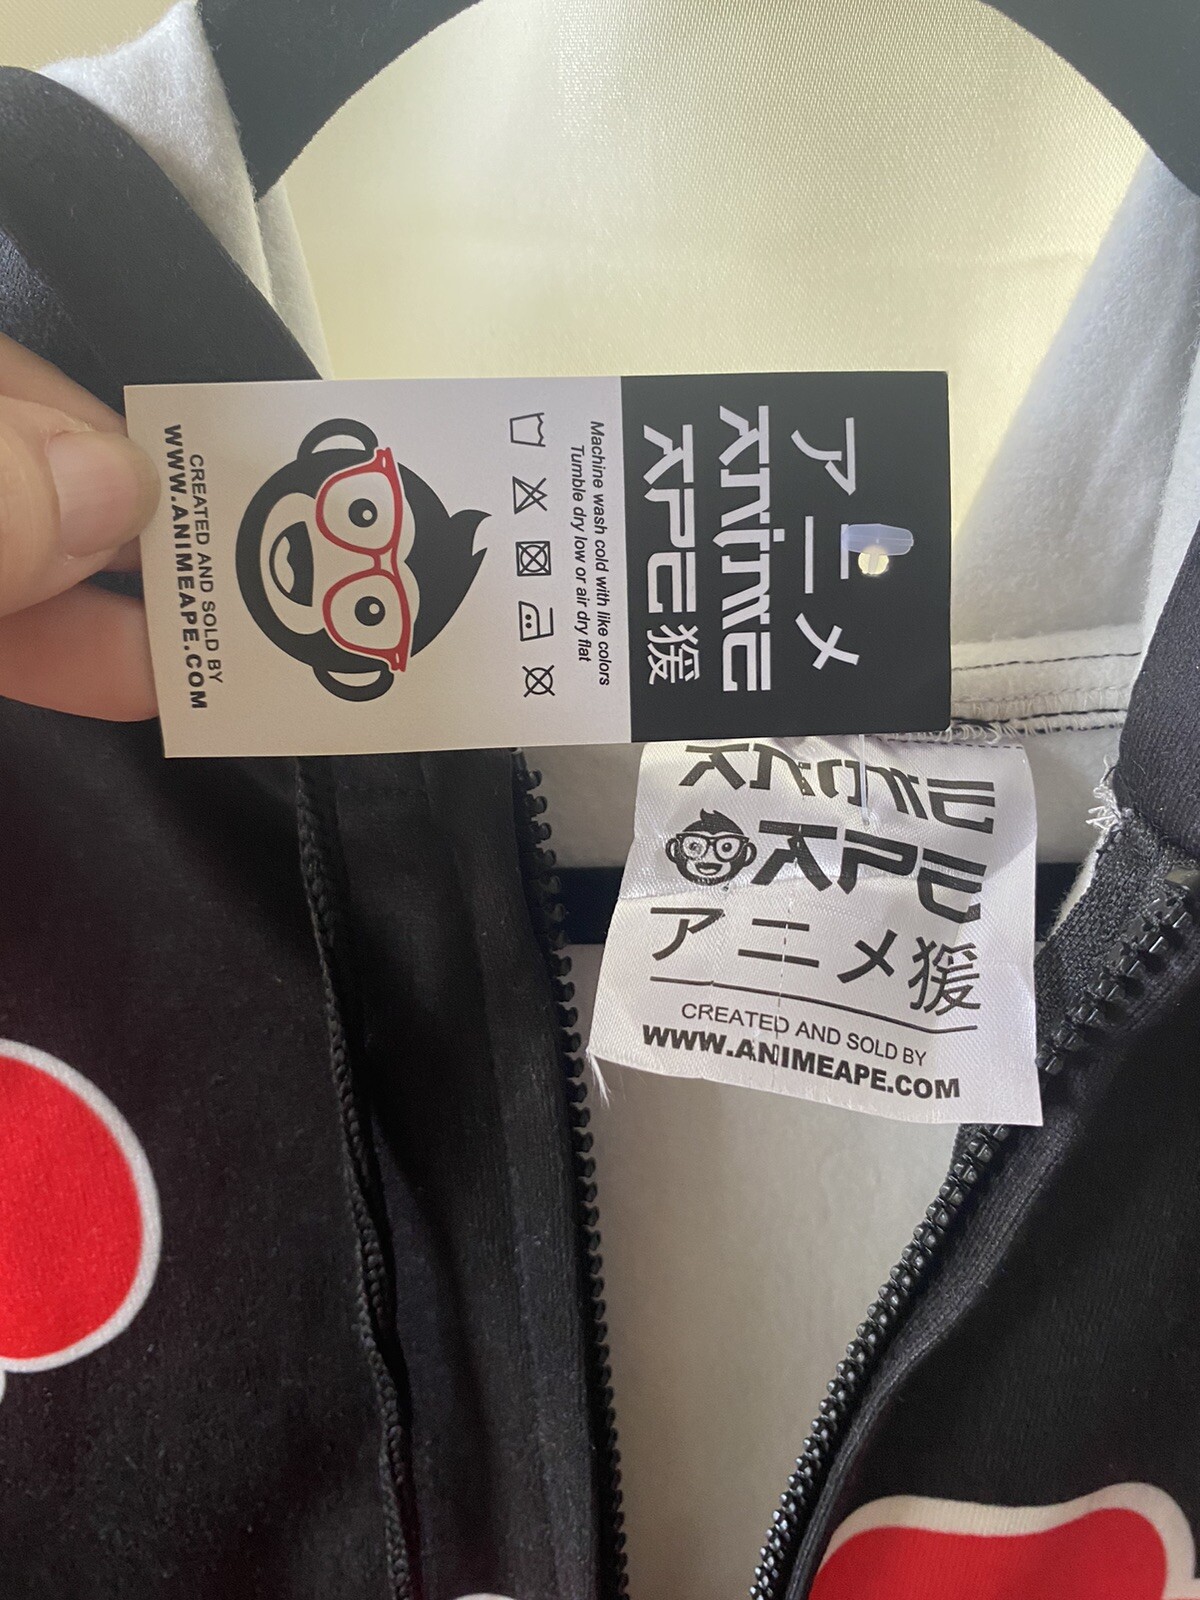 アニメ
ANIME
APE猨
Machine wash cold with like colors
Tumble dry low or air dry flat
CREATED AND SOLD BY
WWW.ANIMEAPE.COM
ANIME
APE
アニメ猨
CREATED AND SOLD BY
WWW.ANIMEAPE.COM